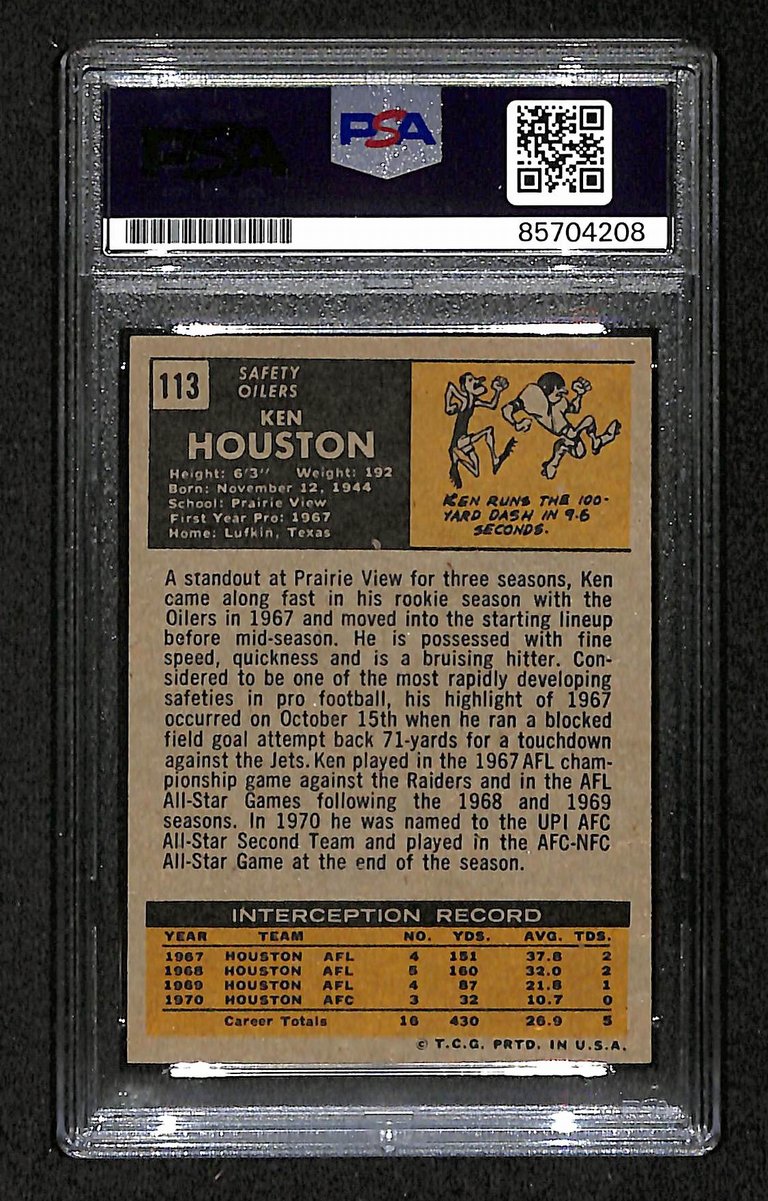 PSA
PSA
85704208
113
SAFETY
OILERS
KEN
HOUSTON
Height: 6'3" Weight: 192
Born: November 12, 1944
School: Prairie View
First Year Pro: 1967
Home: Lufkin, Texas
KEN RUNS THE 100-
YARD DASH IN 9.6
SECONDS.
A standout at Prairie View for three seasons, Ken
came along fast in his rookie season with the
Oilers in 1967 and moved into the starting lineup
before mid-season. He is possessed with fine
speed, quickness and is a bruising hitter. Con-
sidered to be one of the most rapidly developing
safeties in pro football, his highlight of 1967
occurred on October 15th when he ran a blocked
field goal attempt back 71-yards for a touchdown
against the Jets. Ken played in the 1967 AFL cham-
pionship game against the Raiders and in the AFL
All-Star Games following the 1968 and 1969
seasons. In 1970 he was named to the UPI AFC
All-Star Second Team and played in the AFC-NFC
All-Star Game at the end of the season.
INTERCEPTION RECORD
YEAR TEAM NO. YDS. AVG. TDS.
1967 HOUSTON AFL 4 151 37.8 2
1968 HOUSTON AFL 5 160 32.0 2
1969 HOUSTON AFL 4 87 21.8 1
1970 HOUSTON AFC 3 32 10.7 0
Career Totals 16 430 26.9 5
© T.C.G. PRTD. IN U.S.A.